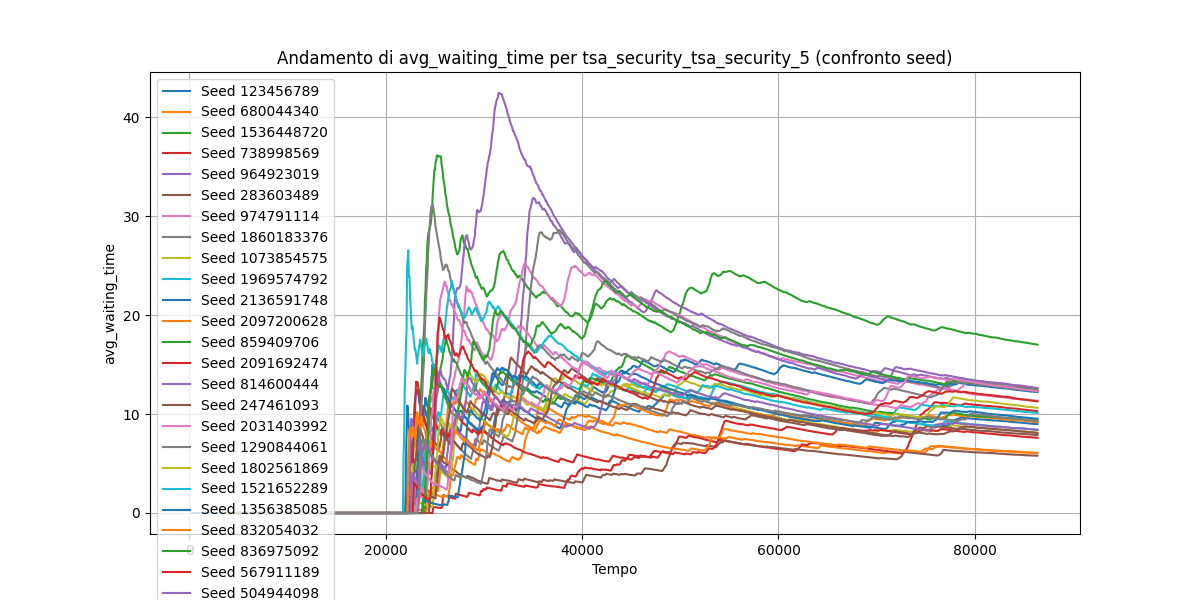 Andamento di avg_waiting_time per tsa_security_tsa_security_5 (confronto seed)
avg_waiting_time
40
30
20
10
0
Seed 123456789
Seed 680044340
Seed 1536448720
Seed 738998569
Seed 964923019
Seed 283603489
Seed 974791114
Seed 1860183376
Seed 1073854575
Seed 1969574792
Seed 2136591748
Seed 2097200628
Seed 859409706
Seed 2091692474
Seed 814600444
Seed 247461093
Seed 2031403992
Seed 1290844061
Seed 1802561869
Seed 1521652289
Seed 1356385085
Seed 832054032
Seed 836975092
Seed 567911189
Seed 504944098
0
20000
40000
60000
80000
Tempo